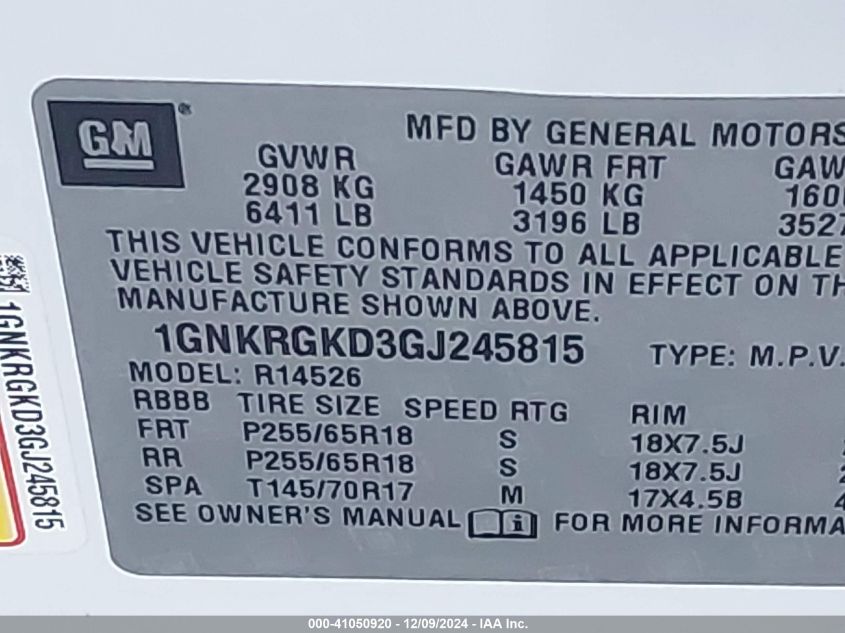 GM ®
MFD BY GENERAL MOTORS
GVWR GAWR FRT GAW
2908 KG 1450 KG 160
6411 LB 3196 LB 3527
THIS VEHICLE CONFORMS TO ALL APPLICABLE
VEHICLE SAFETY STANDARDS IN EFFECT ON TH
MANUFACTURE SHOWN ABOVE.
1GNKRGKD3GJ245815 TYPE: M.P.V.
MODEL: R14526
RBBB TIRE SIZE SPEED RTG RIM
FRT P255/65R18 S 18X7.5J
RR P255/65R18 S 18X7.5J
SPA T145/70R17 M 17X4.5B
SEE OWNER'S MANUAL i FOR MORE INFORMA
1GNKRGKD3GJ245815
000-41050920 - 12/09/2024 - IAA Inc.